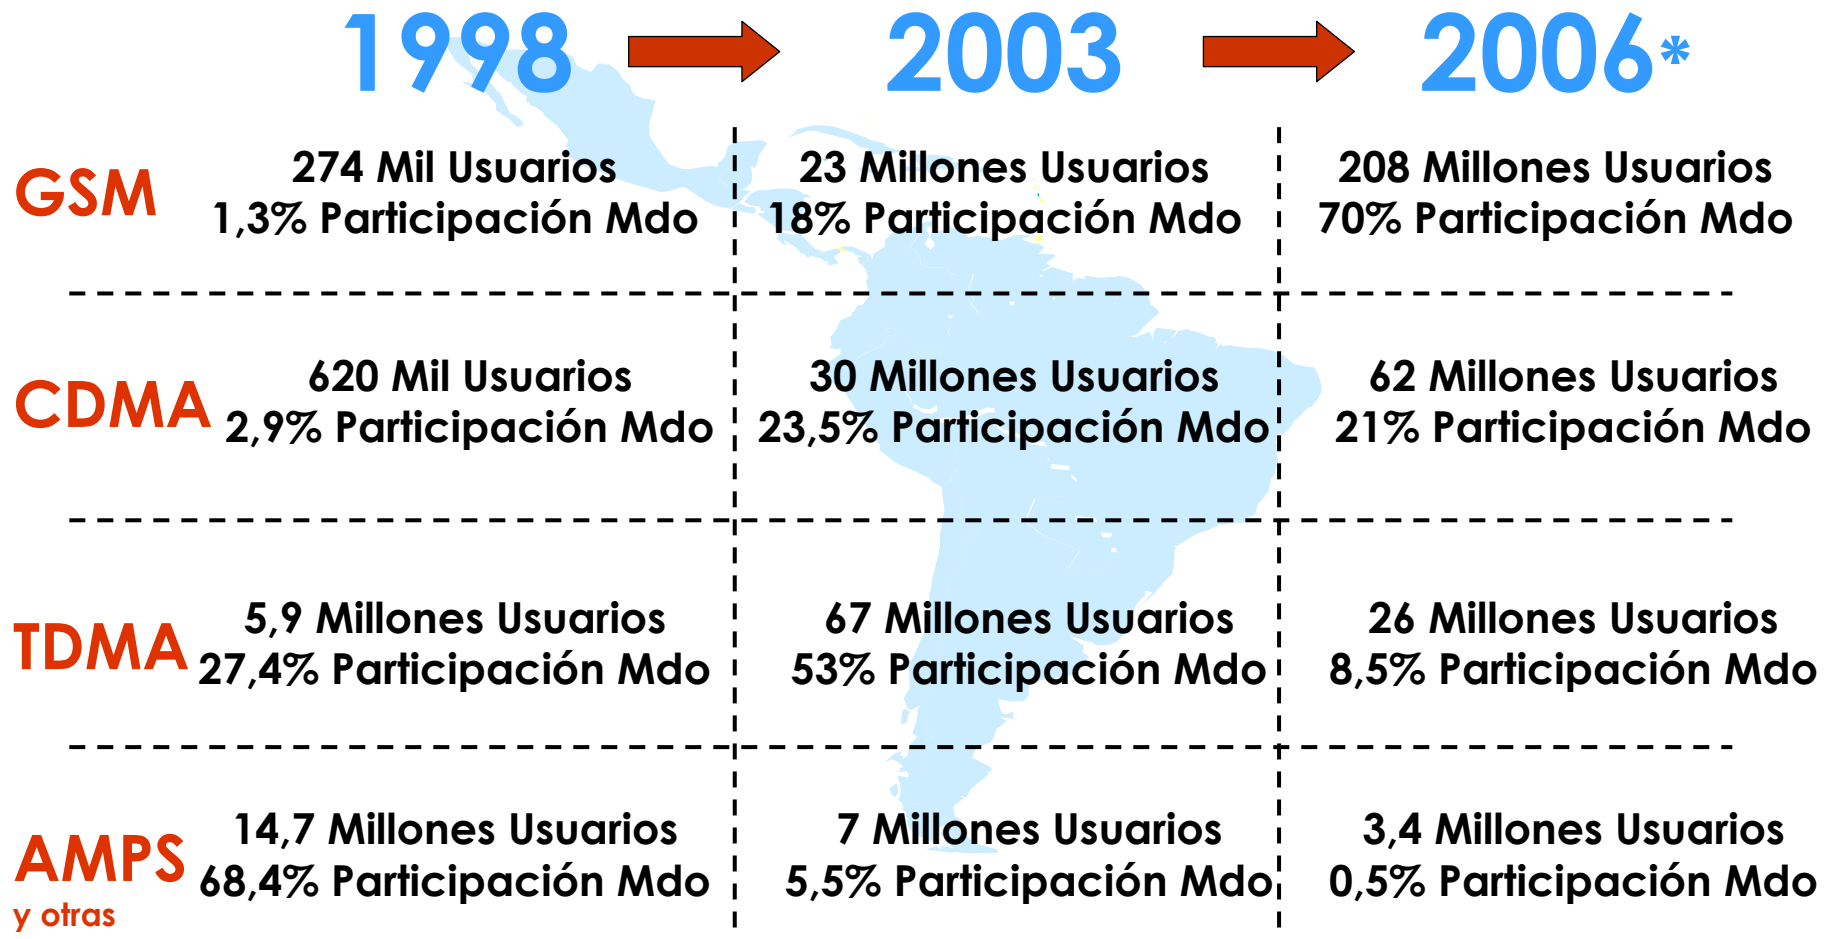 1998
2003
2006*
GSM
274 Mil Usuarios
1,3% Participación Mdo
23 Millones Usuarios
18% Participación Mdo
208 Millones Usuarios
70% Participación Mdo
CDMA
620 Mil Usuarios
2,9% Participación Mdo
30 Millones Usuarios
23,5% Participación Mdo
62 Millones Usuarios
21% Participación Mdo
TDMA
5,9 Millones Usuarios
27,4% Participación Mdo
67 Millones Usuarios
53% Participación Mdo
26 Millones Usuarios
8,5% Participación Mdo
AMPS
y otras
14,7 Millones Usuarios
68,4% Participación Mdo
7 Millones Usuarios
5,5% Participación Mdo
3,4 Millones Usuarios
0,5% Participación Mdo